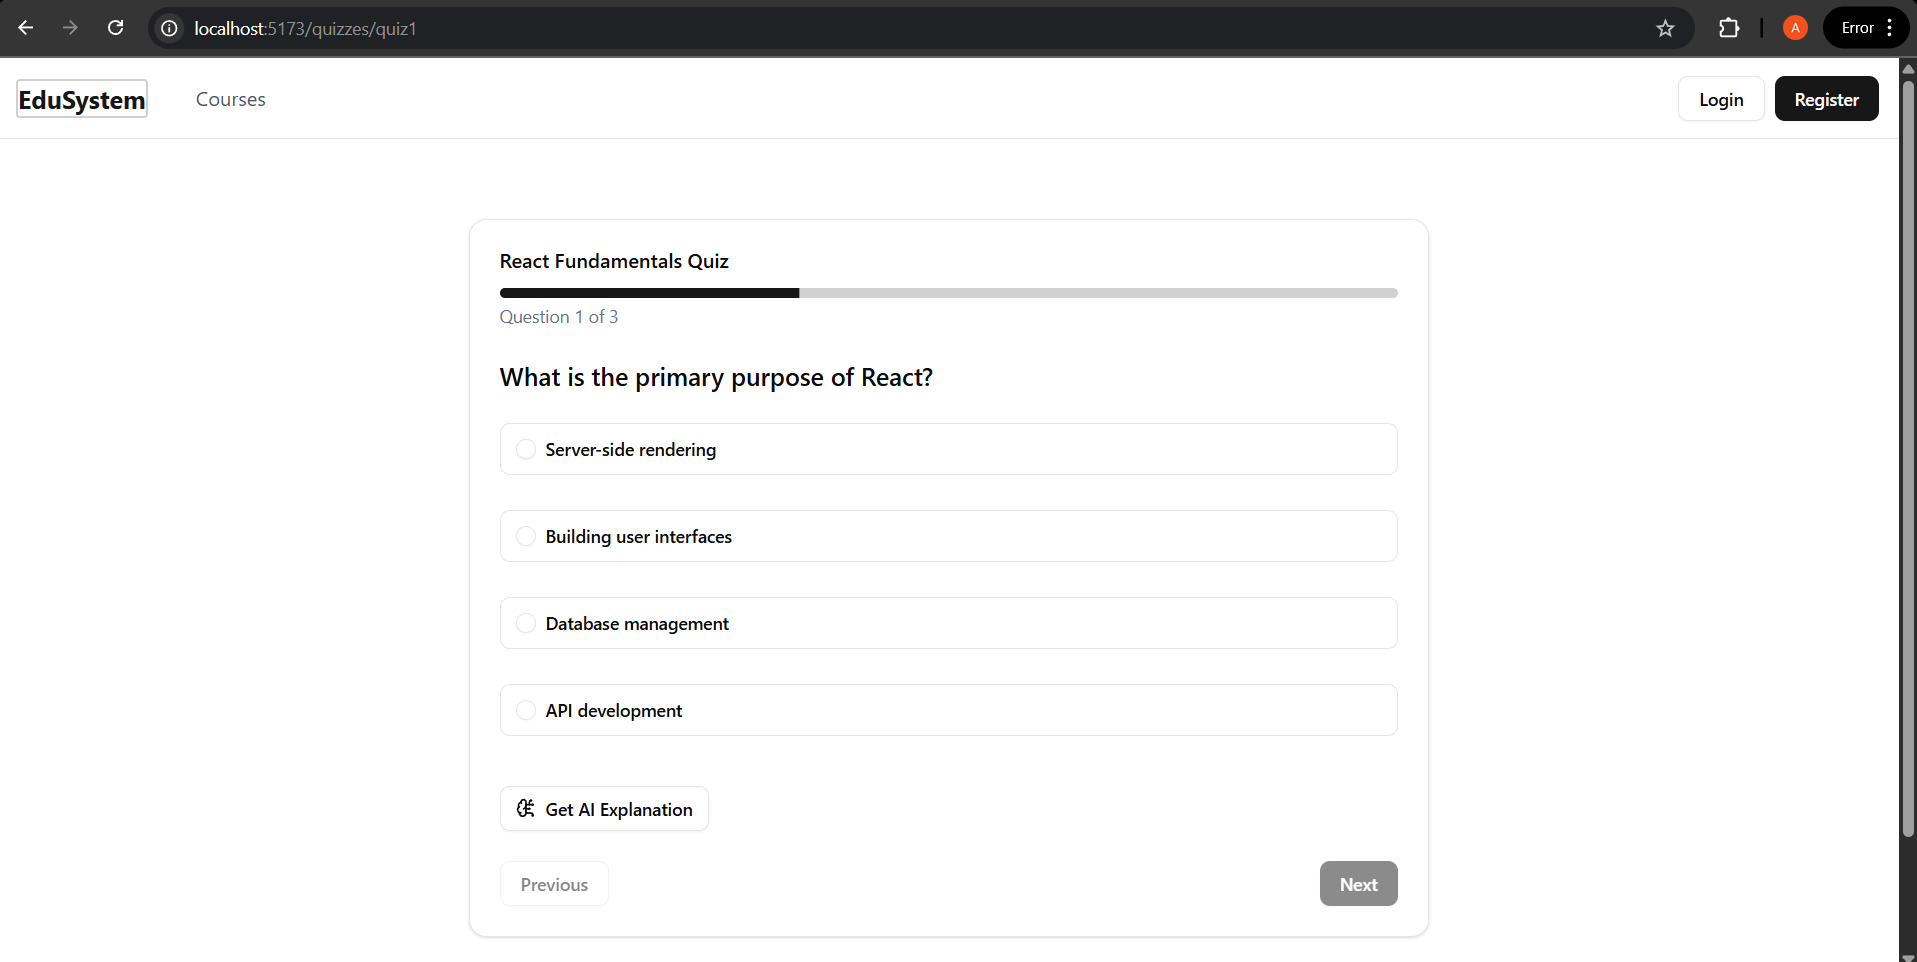 localhost:5173/quizzes/quiz1
A
Error
EduSystem
Courses
Login
Register
React Fundamentals Quiz
Question 1 of 3
What is the primary purpose of React?
Server-side rendering
Building user interfaces
Database management
API development
Get AI Explanation
Previous
Next